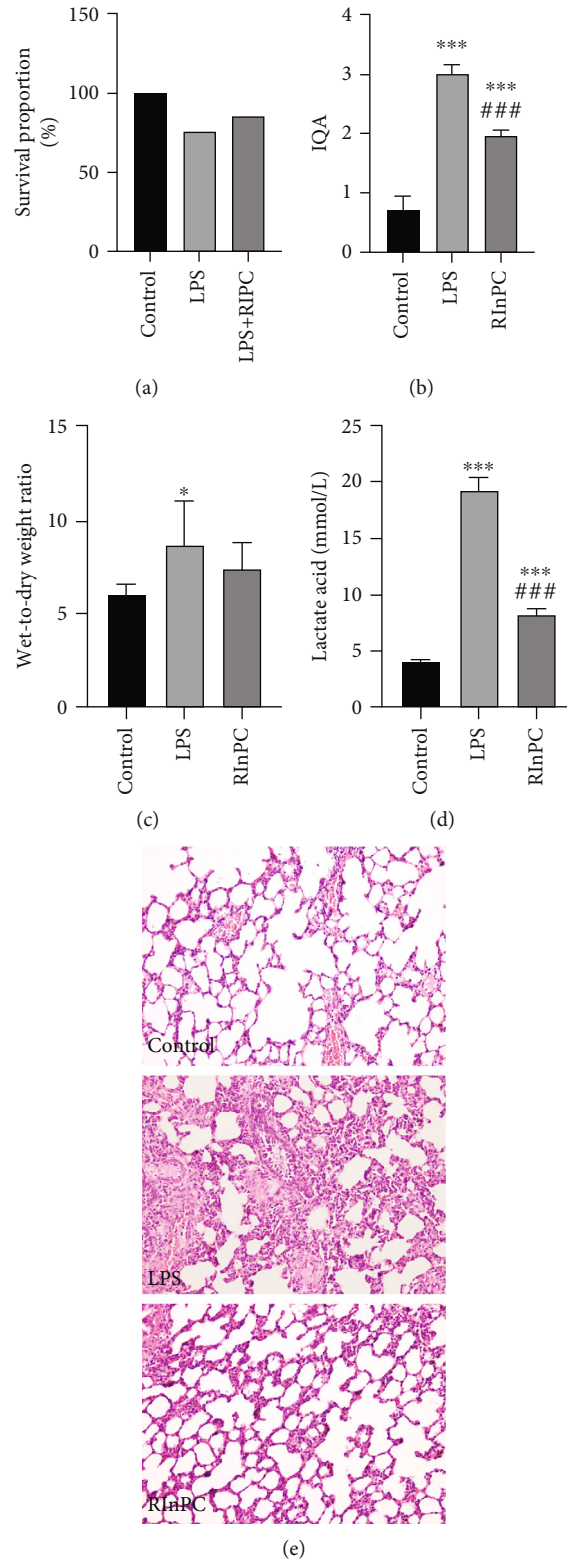 Survival proportion
(%)
150
100
50
0
Control
LPS
LPS+RIPC
(a)
IQA
4
3
2
1
0
***
***
###
Control
LPS
RInPC
(b)
Wet-to-dry weight ratio
15
10
5
0
*
Control
LPS
RInPC
(c)
Lactate acid (mmol/L)
25
20
15
10
5
0
***
***
###
Control
LPS
RInPC
(d)
Control
LPS
RInPC
(e)